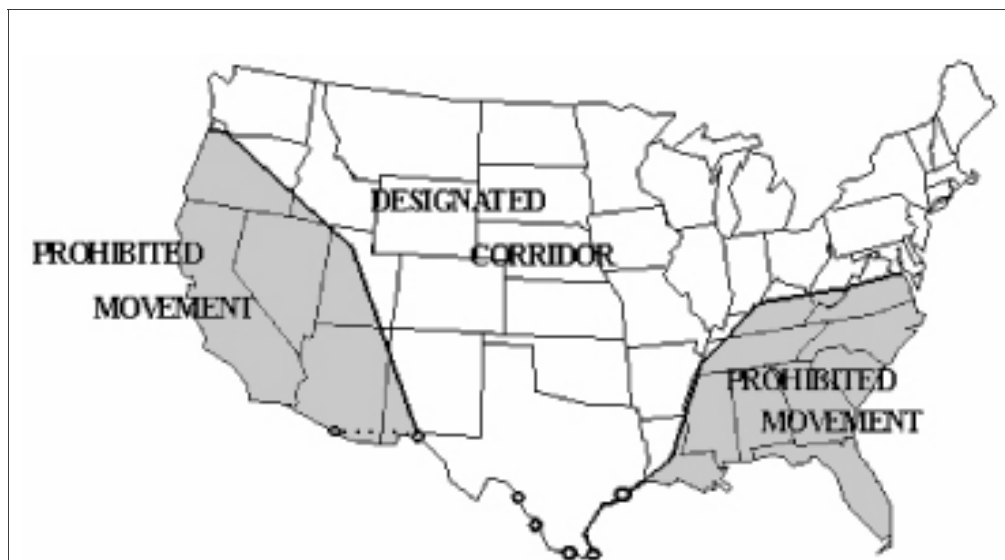 DESIGNATED
CORRIDOR
PROHIBITED
MOVEMENT
PROHIBITED
MOVEMENT